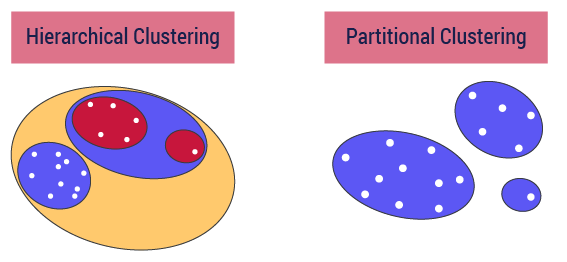 Hierarchical Clustering
Partitional Clustering